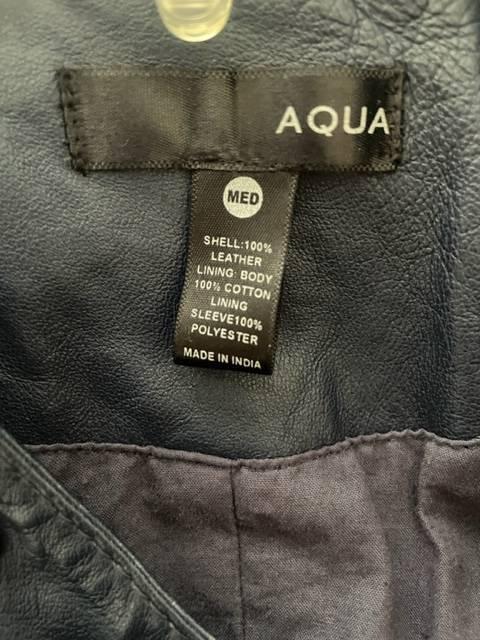 AQUA
MED
SHELL:100%
LEATHER
LINING: BODY
100% COTTON
LINING
SLEEVE100%
POLYESTER
MADE IN INDIA